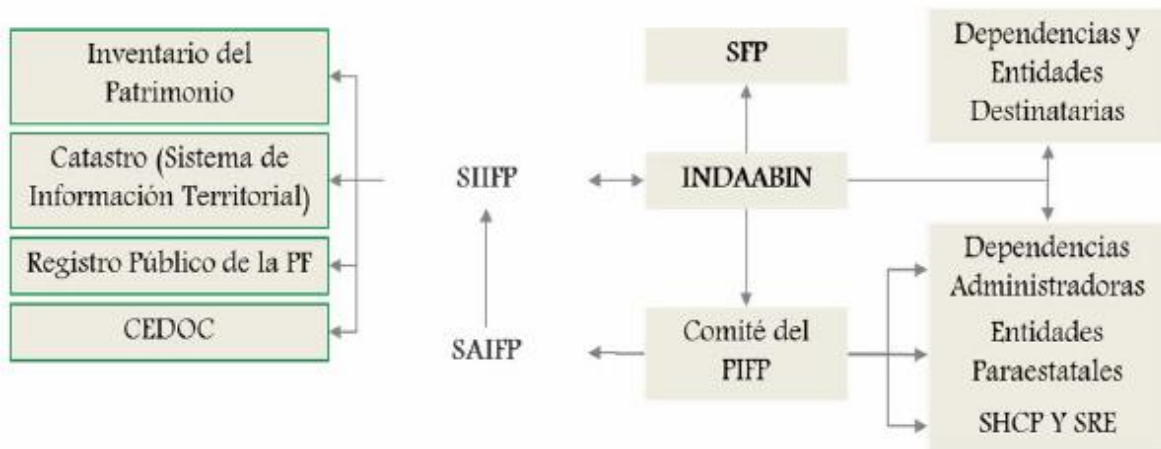 Inventario del
Patrimonio
Catastro (Sistema de
Información Territorial)
Registro Público de la PF
CEDOC
SIIFP
SAIFP
SFP
INDAABIN
Comité del
PIFP
Dependencias y
Entidades
Destinatarias
Dependencias
Administradoras
Entidades
Paraestatales
SHCP Y SRE